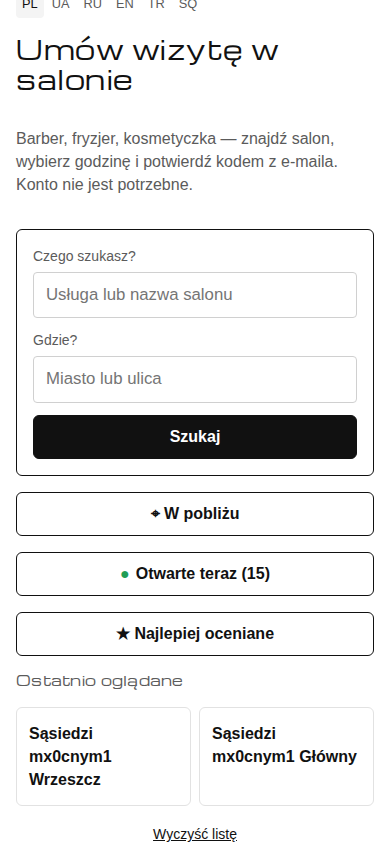 PL UA RU EN TR SQ
Umów wizytę w
salonie
Barber, fryzjer, kosmetyczka — znajdź salon,
wybierz godzinę i potwierdź kodem z e-maila.
Konto nie jest potrzebne.
Czego szukasz?
Usługa lub nazwa salonu
Gdzie?
Miasto lub ulica
Szukaj
⌖ W pobliżu
● Otwarte teraz (15)
★ Najlepiej oceniane
Ostatnio oglądane
Sąsiedzi
mx0cnym1
Wrzeszcz
Sąsiedzi
mx0cnym1 Główny
Wyczyść listę